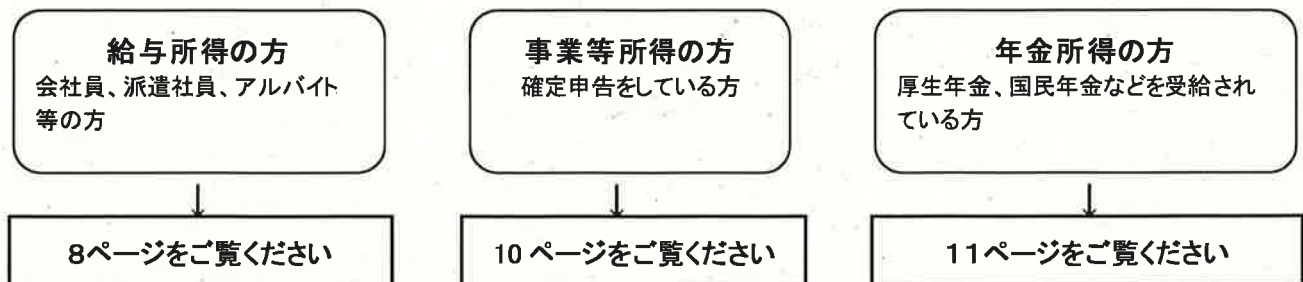 給与所得の方
会社員、派遣社員、アルバイト
等の方
8ページをご覧ください
事業等所得の方
確定申告をしている方
10 ページをご覧ください
年金所得の方
厚生年金、国民年金などを受給され
ている方
11ページをご覧ください